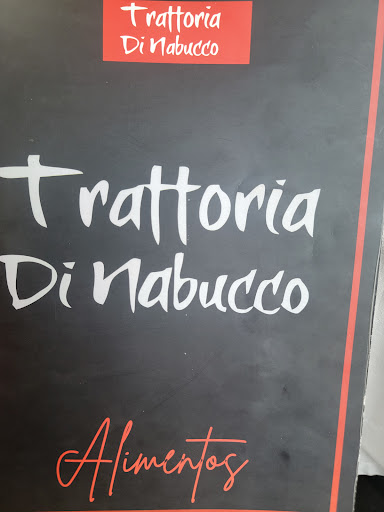 Trattoria
Di Nabucco
Trattoria
Di Nabucco
Alimentos